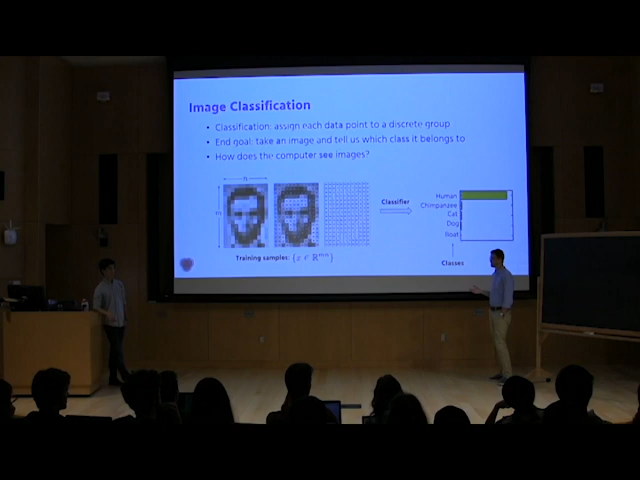 Image Classification
• Classification: assign each data point to a discrete group
• End goal: take an image and tell us which class it belongs to
• How does the computer see images?
Classifier
Human
Chimpanzee
Cat
Dog
Boat
Training samples: {x ∈ ℝᵐⁿ}
Classes